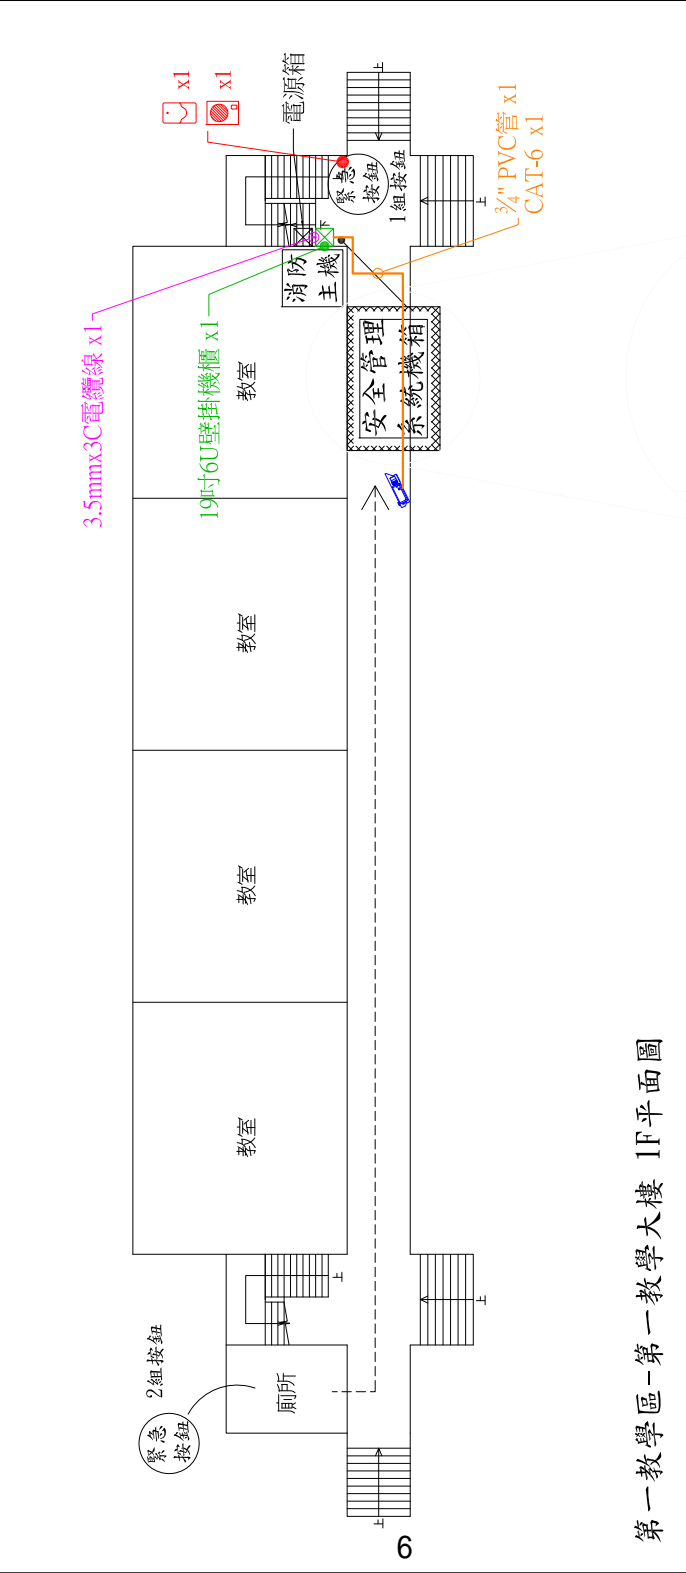 x1
x1
電源箱
上
緊急
按鈕
1組按鈕
上
¾" PVC管 x1
CAT-6 x1
下
消防
主機
3.5mmx3C電纜線 x1
19吋6U壁掛機櫃 x1
安全管理
系統機箱
教室
教室
教室
教室
上
上
2組按鈕
緊急
按鈕
廁所
上
第一教學區-第一教學大樓 1F平面圖
6